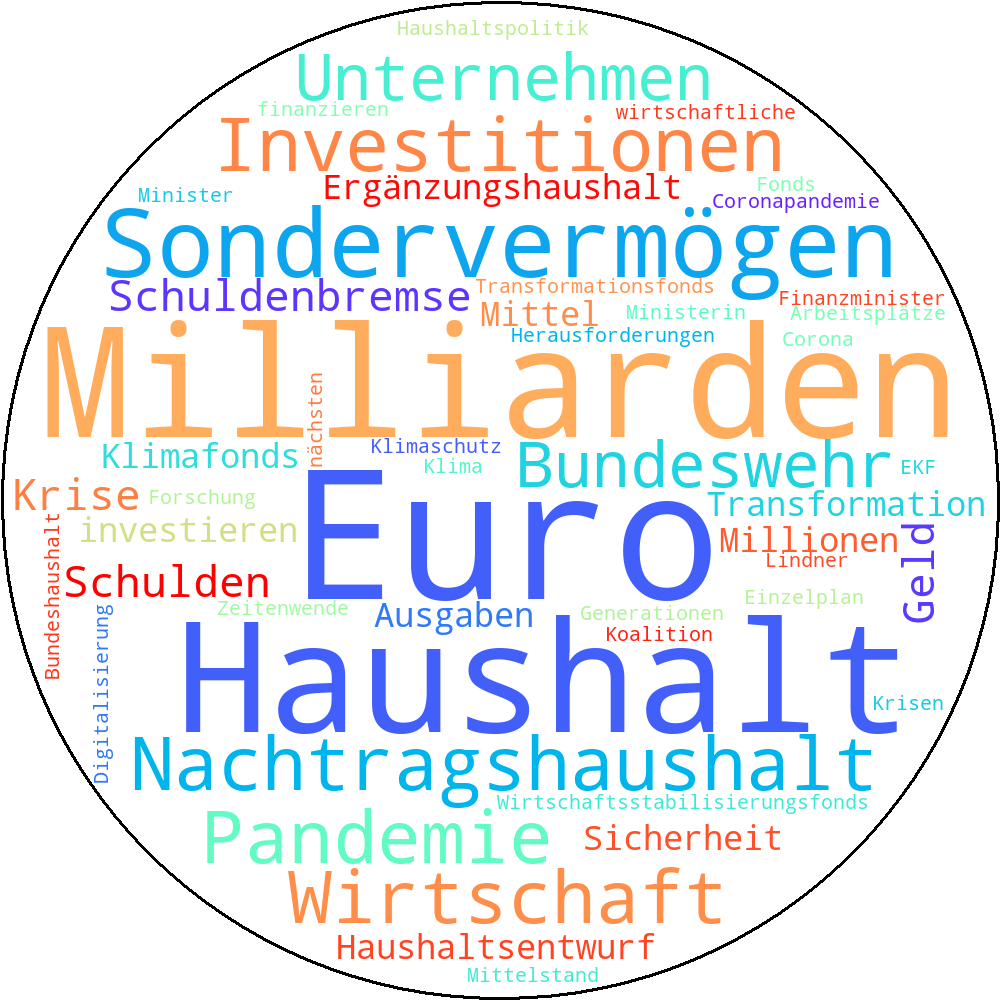 Haushaltspolitik
Unternehmen
finanzieren
wirtschaftliche
Investitionen
Ergänzungshaushalt
Fonds
Minister
Coronapandemie
Sondervermögen
Schuldenbremse
Transformationsfonds
Finanzminister
Mittel
Ministerin
Arbeitsplätze
Herausforderungen
Corona
Milliarden
nächsten
Klimaschutz
Klimafonds
Klima
Bundeswehr
EKF
Krise
Forschung
Euro
Transformation
investieren
Millionen
Lindner
Geld
Bundeshaushalt
Schulden
Zeitenwende
Ausgaben
Generationen
Einzelplan
Koalition
Digitalisierung
Haushalt
Krisen
Nachtragshaushalt
Wirtschaftsstabilisierungsfonds
Pandemie
Sicherheit
Wirtschaft
Haushaltsentwurf
Mittelstand